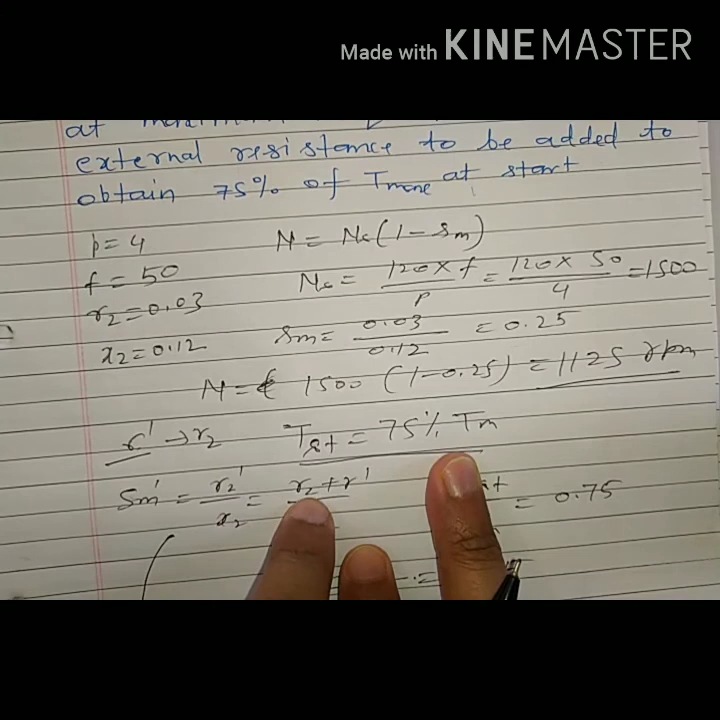 Made with KINEMASTER
at
external resistance to be added to
obtain 75% of Tmax at start
p = 4
N = Ns(1 - sm)
f = 50
Ns = 120 x f / P = 120 x 50 / 4 = 1500
r2 = 0.03
sm = 0.03 / 0.12 = 0.25
x2 = 0.12
N = 1500 (1-0.25) = 1125 rpm
r' → r2
Tst = 75% Tm
Sm' = r2' / x2 = r2 + r'
= 0.75